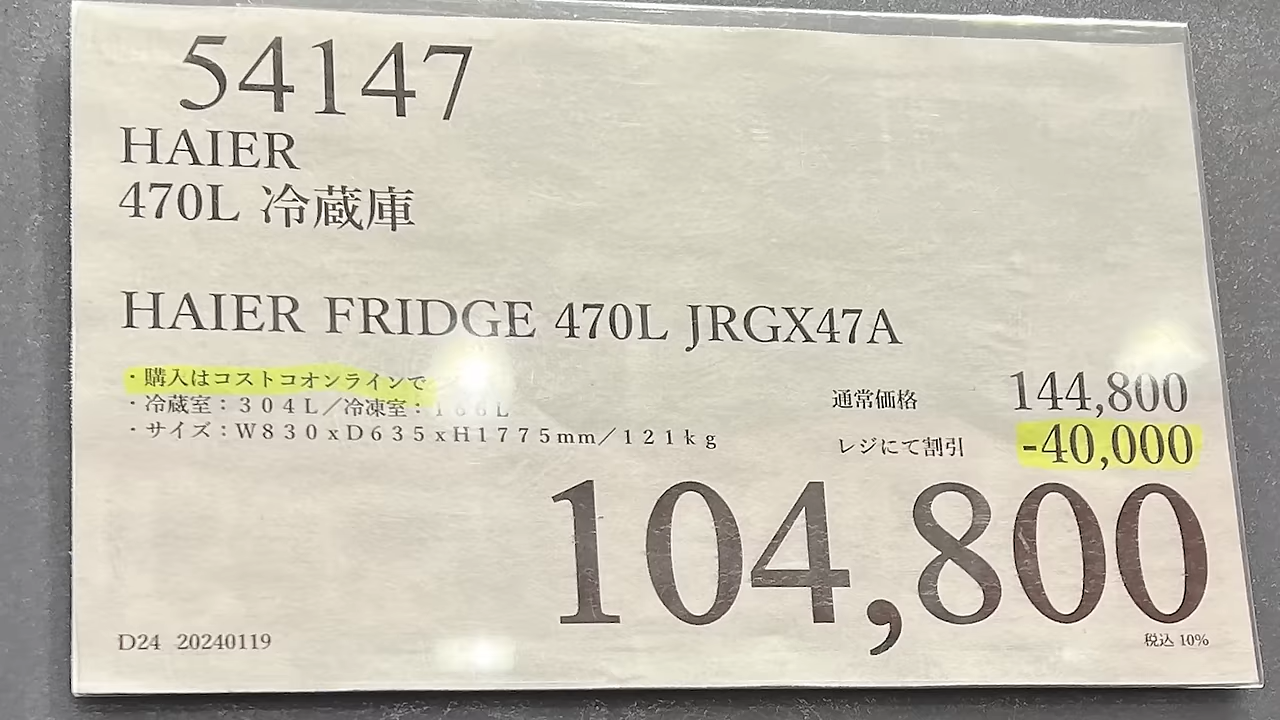 54147
HAIER
470L 冷蔵庫
HAIER FRIDGE 470L JRGX47A
・購入はコストコオンラインで
・冷蔵室：３０４Ｌ／冷凍室：１６６Ｌ
・サイズ：Ｗ８３０ｘＤ６３５ｘＨ１７７５mm／１２１ｋｇ
通常価格 144,800
レジにて割引 -40,000
104,800
税込 10%
D24 20240119